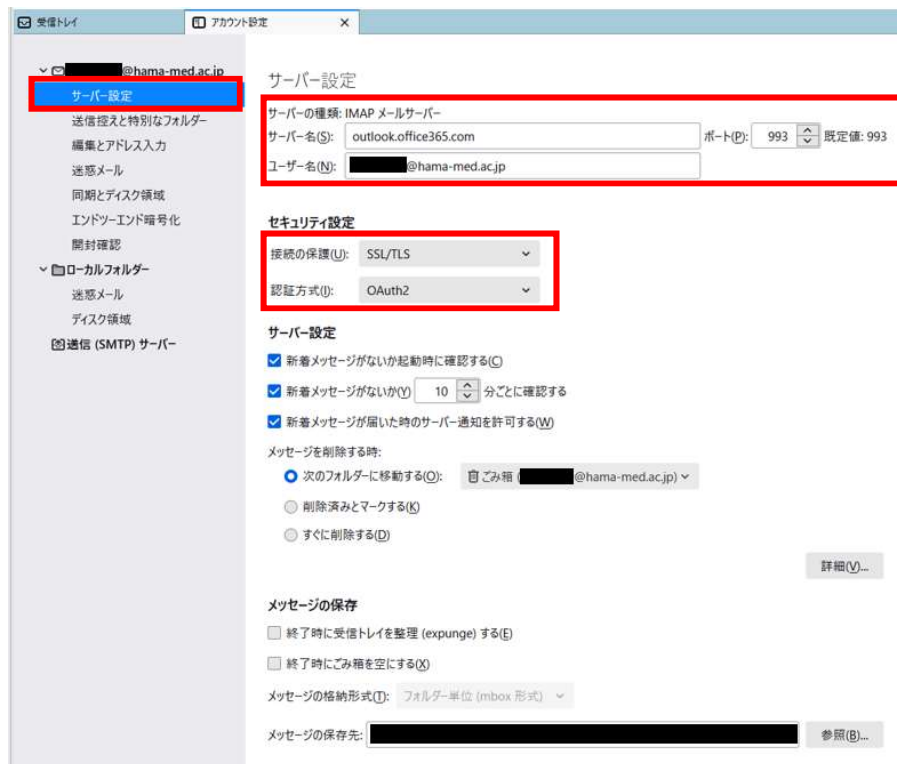 受信トレイ
アカウント設定
@hama-med.ac.jp
サーバー設定
送信控えと特別なフォルダー
編集とアドレス入力
迷惑メール
同期とディスク領域
エンドツーエンド暗号化
開封確認
ローカルフォルダー
迷惑メール
ディスク領域
送信 (SMTP) サーバー
サーバー設定
サーバーの種類: IMAP メールサーバー
サーバー名(S): outlook.office365.com ポート(P): 993 既定値: 993
ユーザー名(N): @hama-med.ac.jp
セキュリティ設定
接続の保護(U): SSL/TLS
認証方式(I): OAuth2
サーバー設定
新着メッセージがないか起動時に確認する(C)
新着メッセージがないか(Y) 10 分ごとに確認する
新着メッセージが届いた時のサーバー通知を許可する(W)
メッセージを削除する時:
次のフォルダーに移動する(O): ごみ箱 ( @hama-med.ac.jp)
削除済みとマークする(K)
すぐに削除する(D)
詳細(V)...
メッセージの保存
終了時に受信トレイを整理 (expunge) する(E)
終了時にごみ箱を空にする(X)
メッセージの格納形式(T): フォルダー単位 (mbox 形式)
メッセージの保存先: 参照(B)...